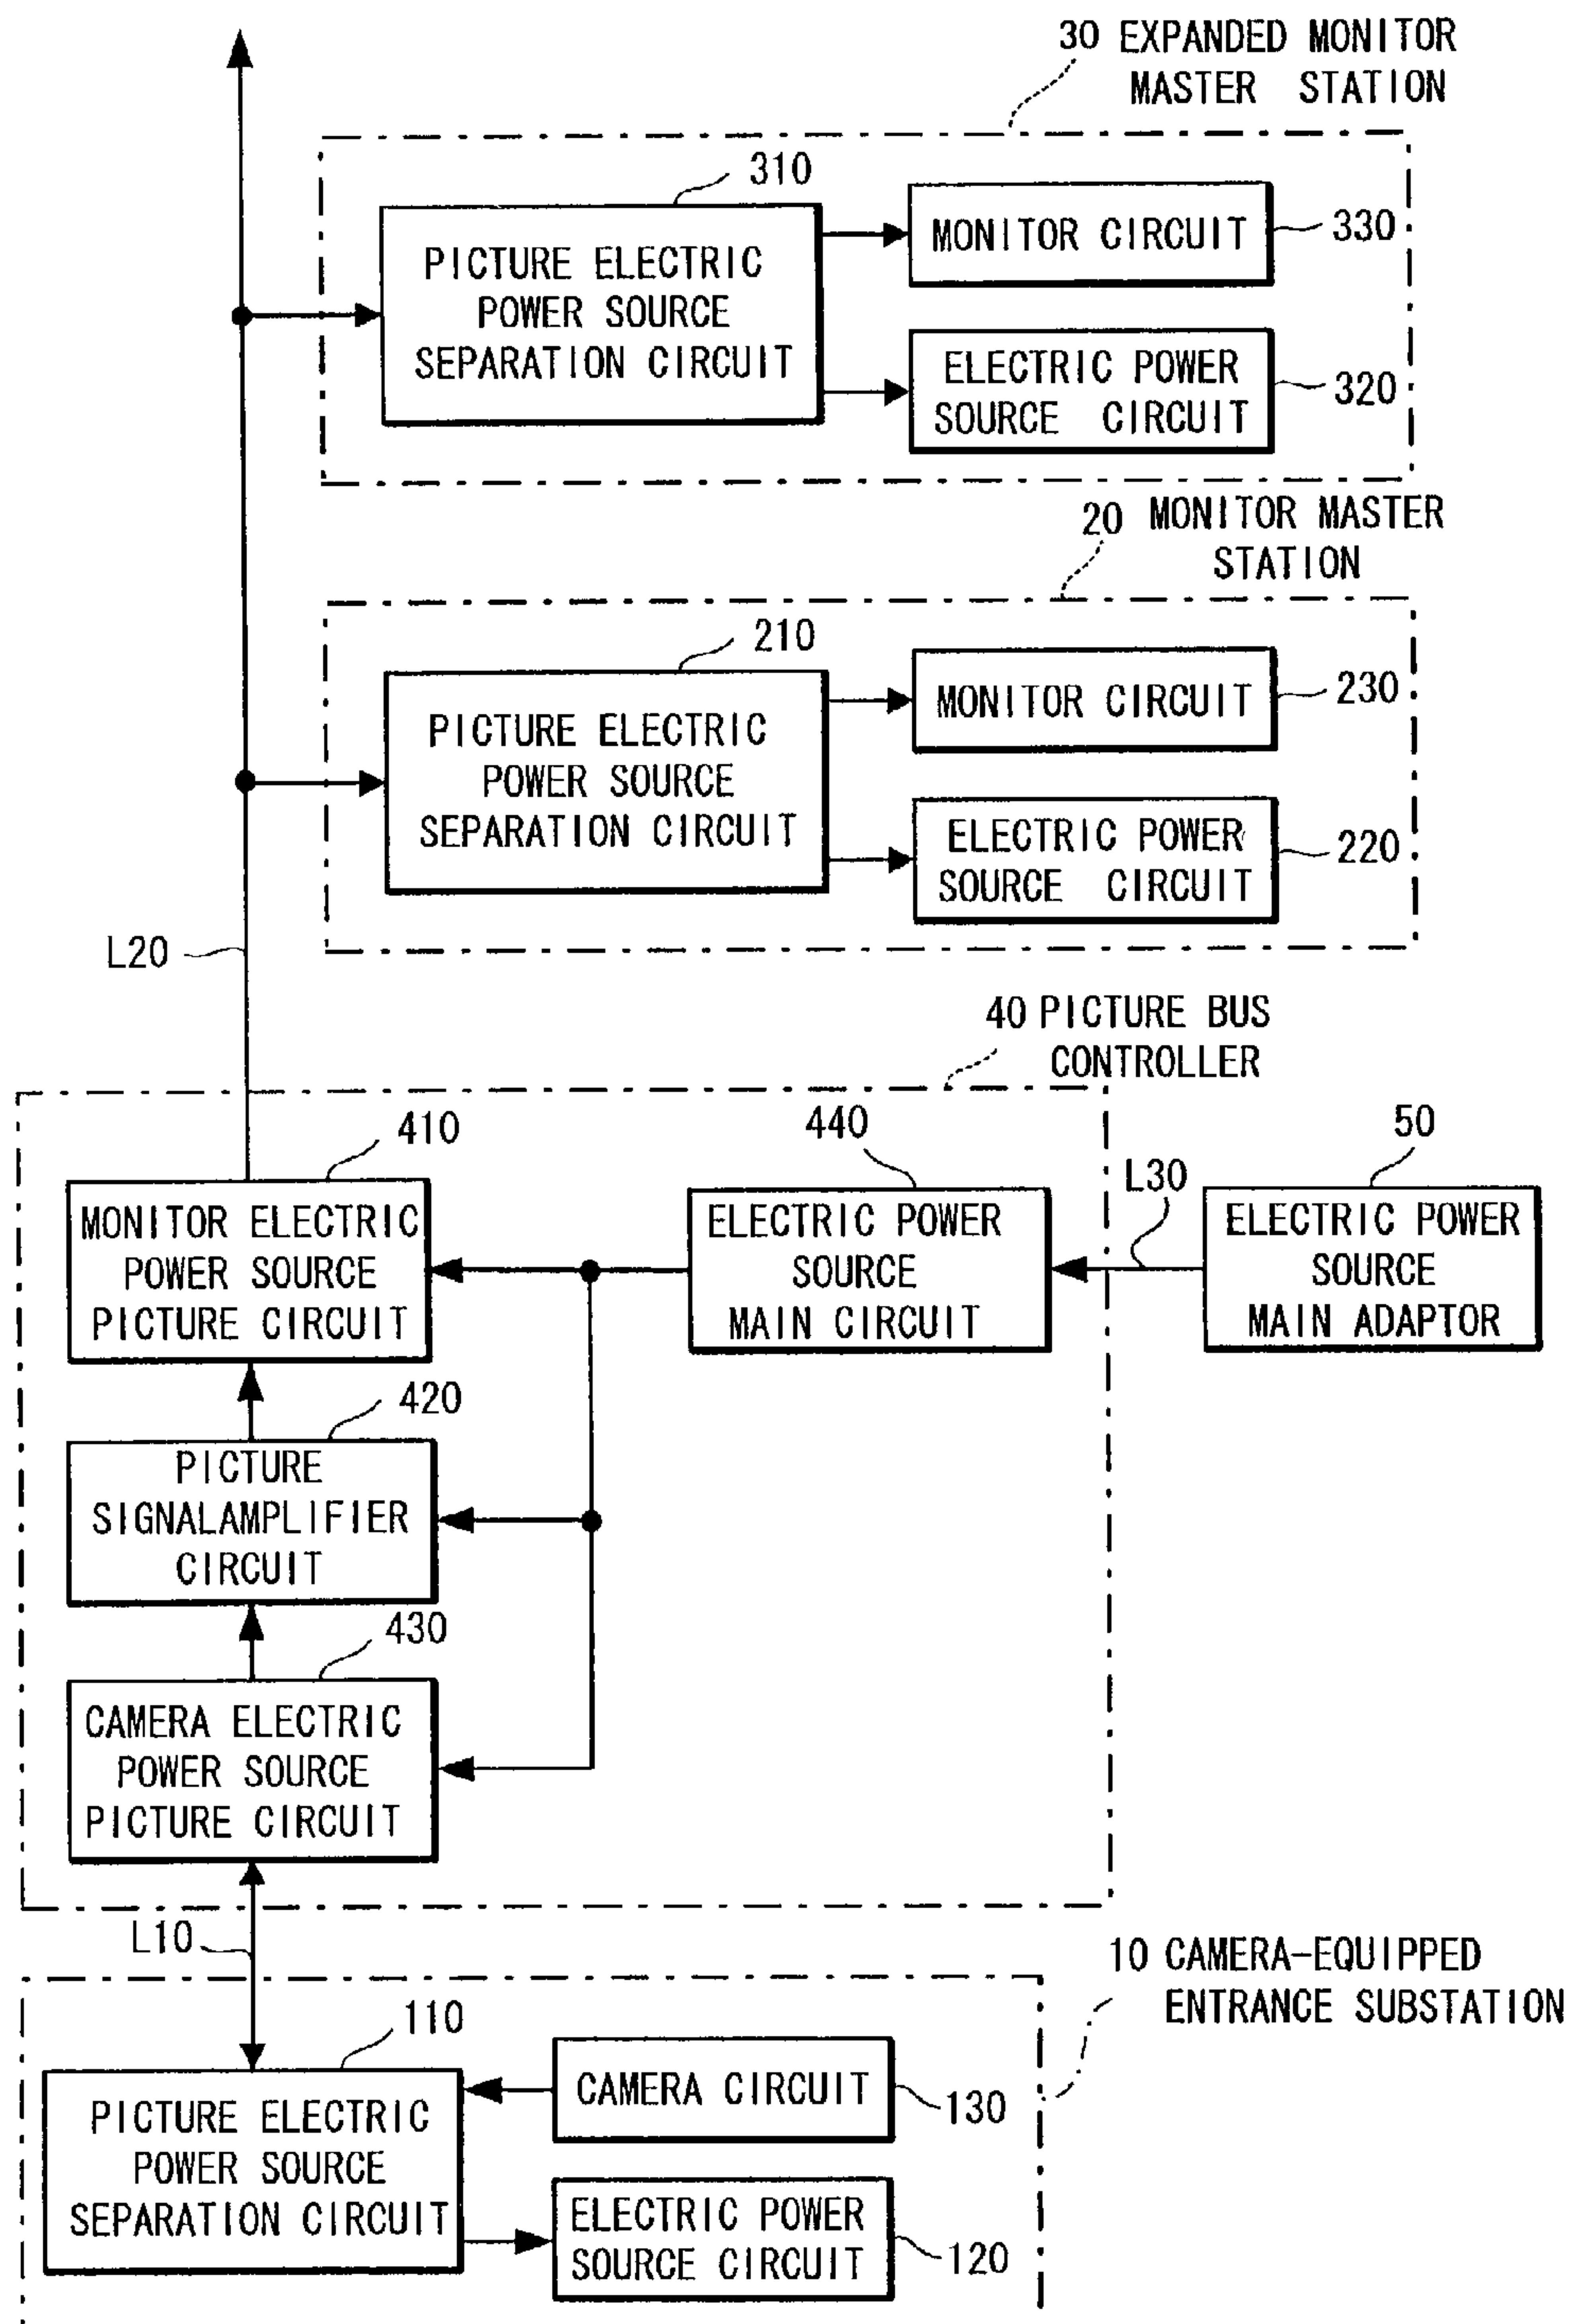 30 EXPANDED MONITOR
MASTER STATION
310
MONITOR CIRCUIT
330
PICTURE ELECTRIC
POWER SOURCE
SEPARATION CIRCUIT
ELECTRIC POWER
SOURCE CIRCUIT
320
20 MONITOR MASTER
STATION
210
MONITOR CIRCUIT
230
PICTURE ELECTRIC
POWER SOURCE
SEPARATION CIRCUIT
ELECTRIC POWER
SOURCE CIRCUIT
220
L20
40 PICTURE BUS
CONTROLLER
410
440
50
L30
MONITOR ELECTRIC
POWER SOURCE
PICTURE CIRCUIT
ELECTRIC POWER
SOURCE
MAIN CIRCUIT
ELECTRIC POWER
SOURCE
MAIN ADAPTOR
420
PICTURE
SIGNALAMPLIFIER
CIRCUIT
430
CAMERA ELECTRIC
POWER SOURCE
PICTURE CIRCUIT
L10
10 CAMERA-EQUIPPED
ENTRANCE SUBSTATION
110
CAMERA CIRCUIT
130
PICTURE ELECTRIC
POWER SOURCE
SEPARATION CIRCUIT
ELECTRIC POWER
SOURCE CIRCUIT
120